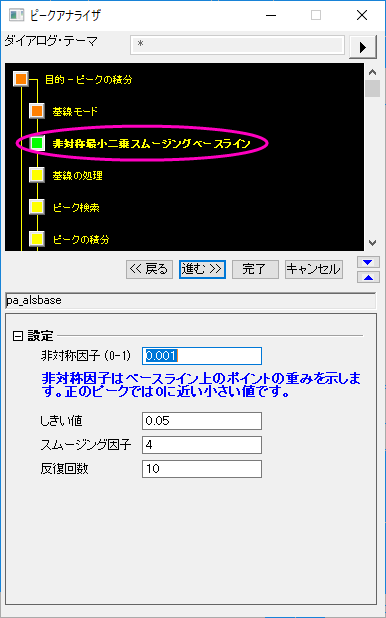 ピークアナライザ
ダイアログ・テーマ
*
目的 - ピークの積分
基線モード
非対称最小二乗スムージングベースライン
基線の処理
ピーク検索
ピークの積分
<< 戻る
進む >>
完了
キャンセル
pa_alsbase
設定
非対称因子 (0-1)
0.001
非対称因子は ベースライン上のポイントの重みを示しま
す。正のピークでは0に近い小さい値です。
しきい値
0.05
スムージング因子
4
反復回数
10